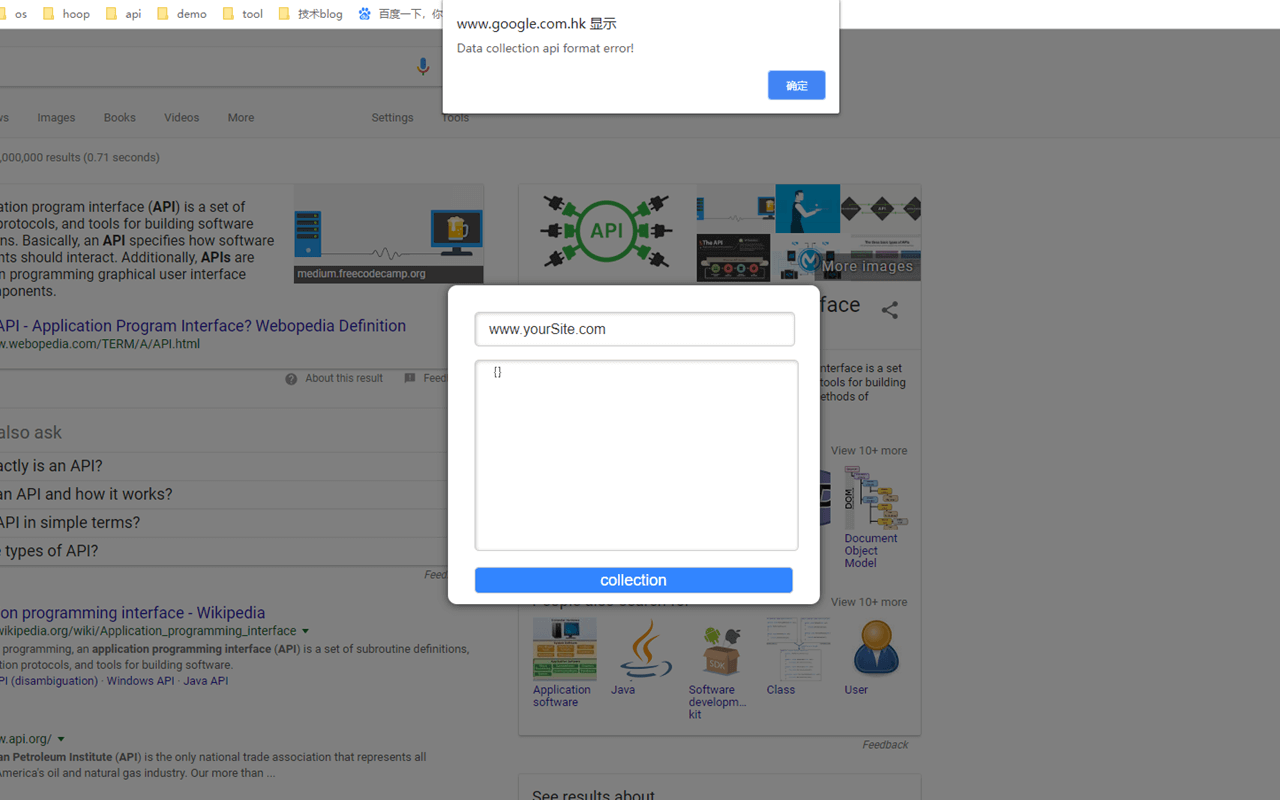 os
hoop
api
demo
tool
技术blog
百度一下，你
www.google.com.hk 显示
Data collection api format error!
确定
Images
Books
Videos
More
Settings
Tools
,000,000 results (0.71 seconds)
ation program interface (API) is a set of
protocols, and tools for building software
ns. Basically, an API specifies how software
nts should interact. Additionally, APIs are
n programming graphical user interface
ponents.
medium.freecodecamp.org
API - Application Program Interface? Webopedia Definition
w.webopedia.com/TERM/A/API.html
About this result
Feedb
also ask
actly is an API?
an API and how it works?
API in simple terms?
e types of API?
Feed
on programming interface - Wikipedia
wikipedia.org/wiki/Application_programming_interface
programming, an application programming interface (API) is a set of subroutine definitions,
tion protocols, and tools for building software.
PI (disambiguation) · Windows API · Java API
w.api.org/
an Petroleum Institute (API) is the only national trade association that represents all
America's oil and natural gas industry. Our more than ...
API
The API
More images
face
www.yourSite.com
{}
collection
nterface is a set
tools for building
ethods of
View 10+ more
DOM
Document
Object
Model
People also search for
View 10+ more
SDK
Application
software
Java
Software
developm...
kit
Class
User
Feedback
See results about